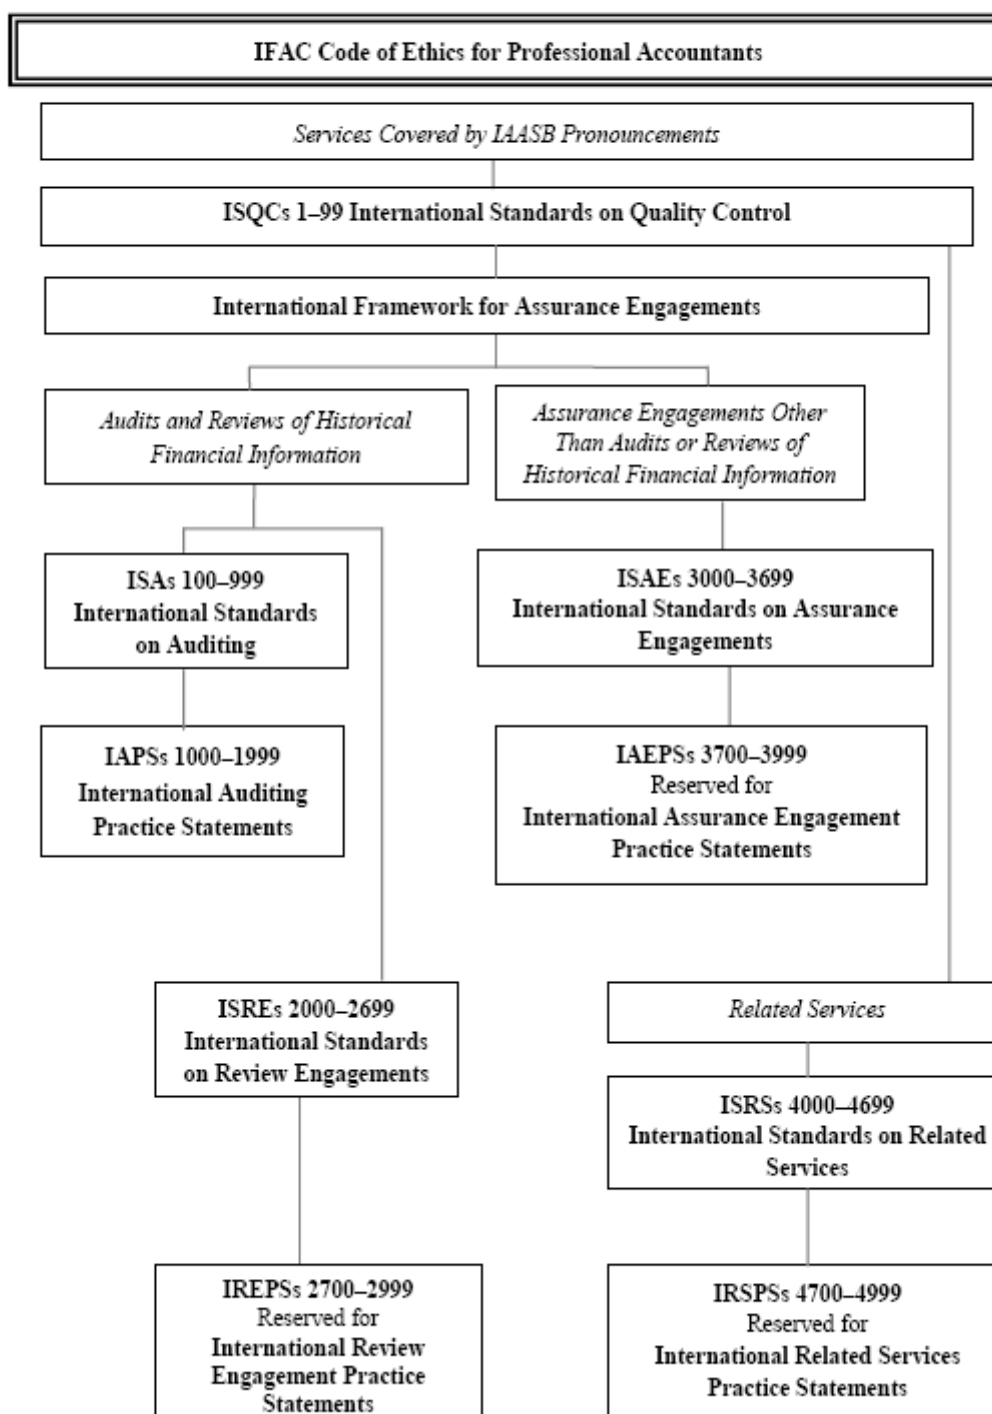 IFAC Code of Ethics for Professional Accountants
Services Covered by IAASB Pronouncements
ISQCs 1–99 International Standards on Quality Control
International Framework for Assurance Engagements
Audits and Reviews of Historical
Financial Information
Assurance Engagements Other
Than Audits or Reviews of
Historical Financial Information
ISAs 100–999
International Standards
on Auditing
ISAEs 3000–3699
International Standards on Assurance
Engagements
IAPSs 1000–1999
International Auditing
Practice Statements
IAEPSs 3700–3999
Reserved for
International Assurance Engagement
Practice Statements
ISREs 2000–2699
International Standards
on Review Engagements
Related Services
ISRSs 4000–4699
International Standards on Related
Services
IREPSs 2700–2999
Reserved for
International Review
Engagement Practice
Statements
IRSPSs 4700–4999
Reserved for
International Related Services
Practice Statements